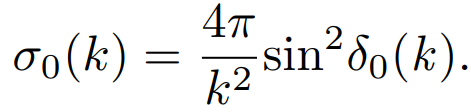 σ₀(k) = 4π/k² sin²δ₀(k).